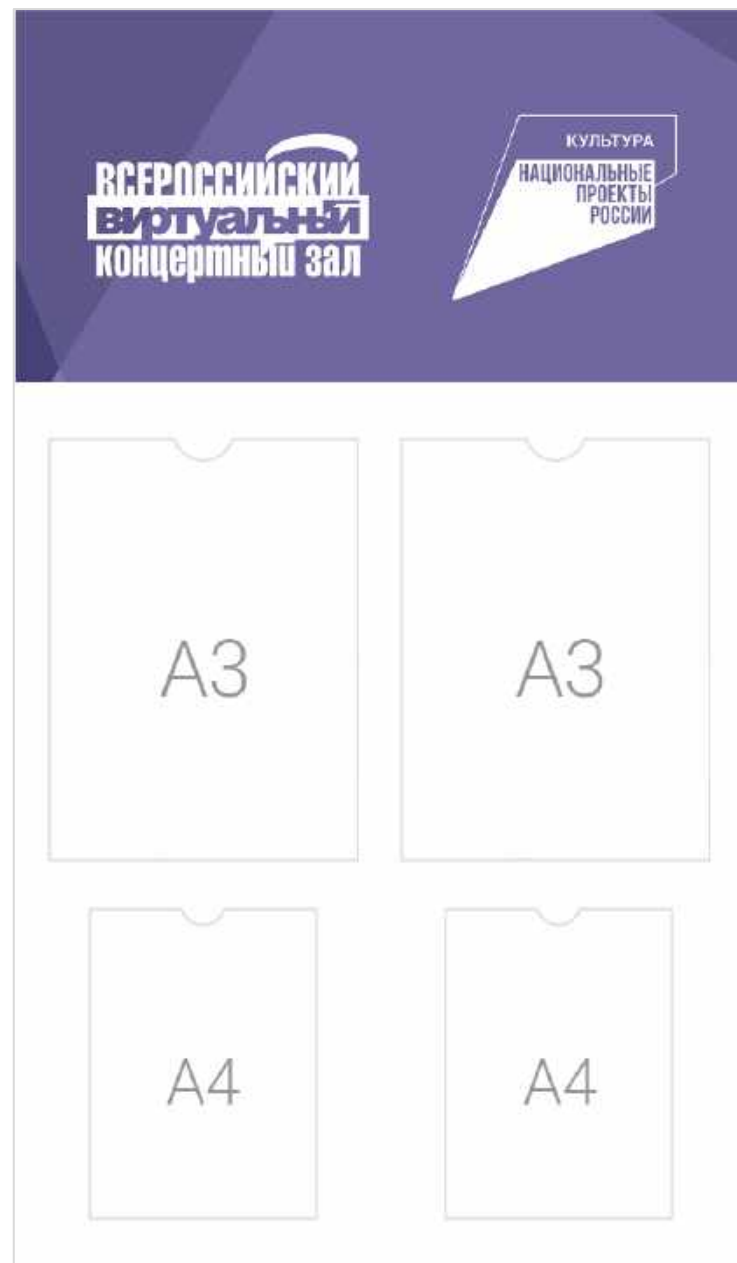 ВСЕРОССИЙСКИЙ
виртуальный
концертный зал
КУЛЬТУРА
НАЦИОНАЛЬНЫЕ
ПРОЕКТЫ
РОССИИ
А3
А3
А4
А4